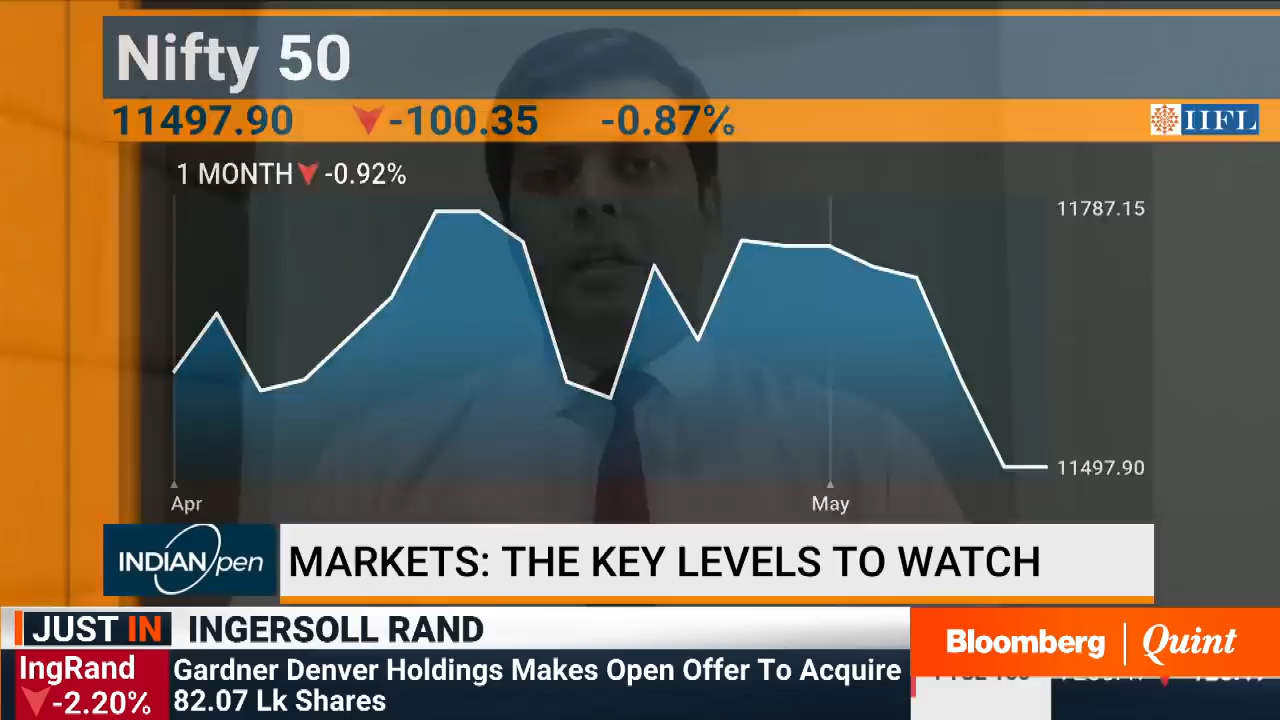 Nifty 50
11497.90 -100.35 -0.87%
IIFL
1 MONTH -0.92%
11787.15
11497.90
Apr May
INDIAN Open
MARKETS: THE KEY LEVELS TO WATCH
JUST IN INGERSOLL RAND
Bloomberg | Quint
IngRand
-2.20%
Gardner Denver Holdings Makes Open Offer To Acquire
82.07 Lk Shares